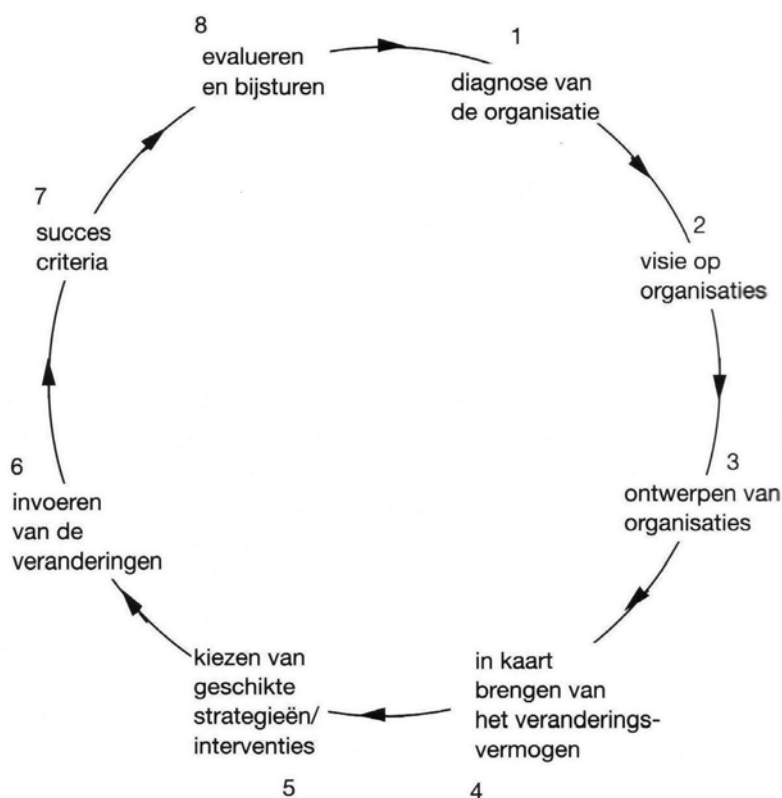 1
diagnose van
de organisatie
2
visie op
organisaties
3
ontwerpen van
organisaties
in kaart
brengen van
het veranderings-
vermogen
4
kiezen van
geschikte
strategieën/
interventies
5
6
invoeren
van de
veranderingen
7
succes
criteria
8
evalueren
en bijsturen